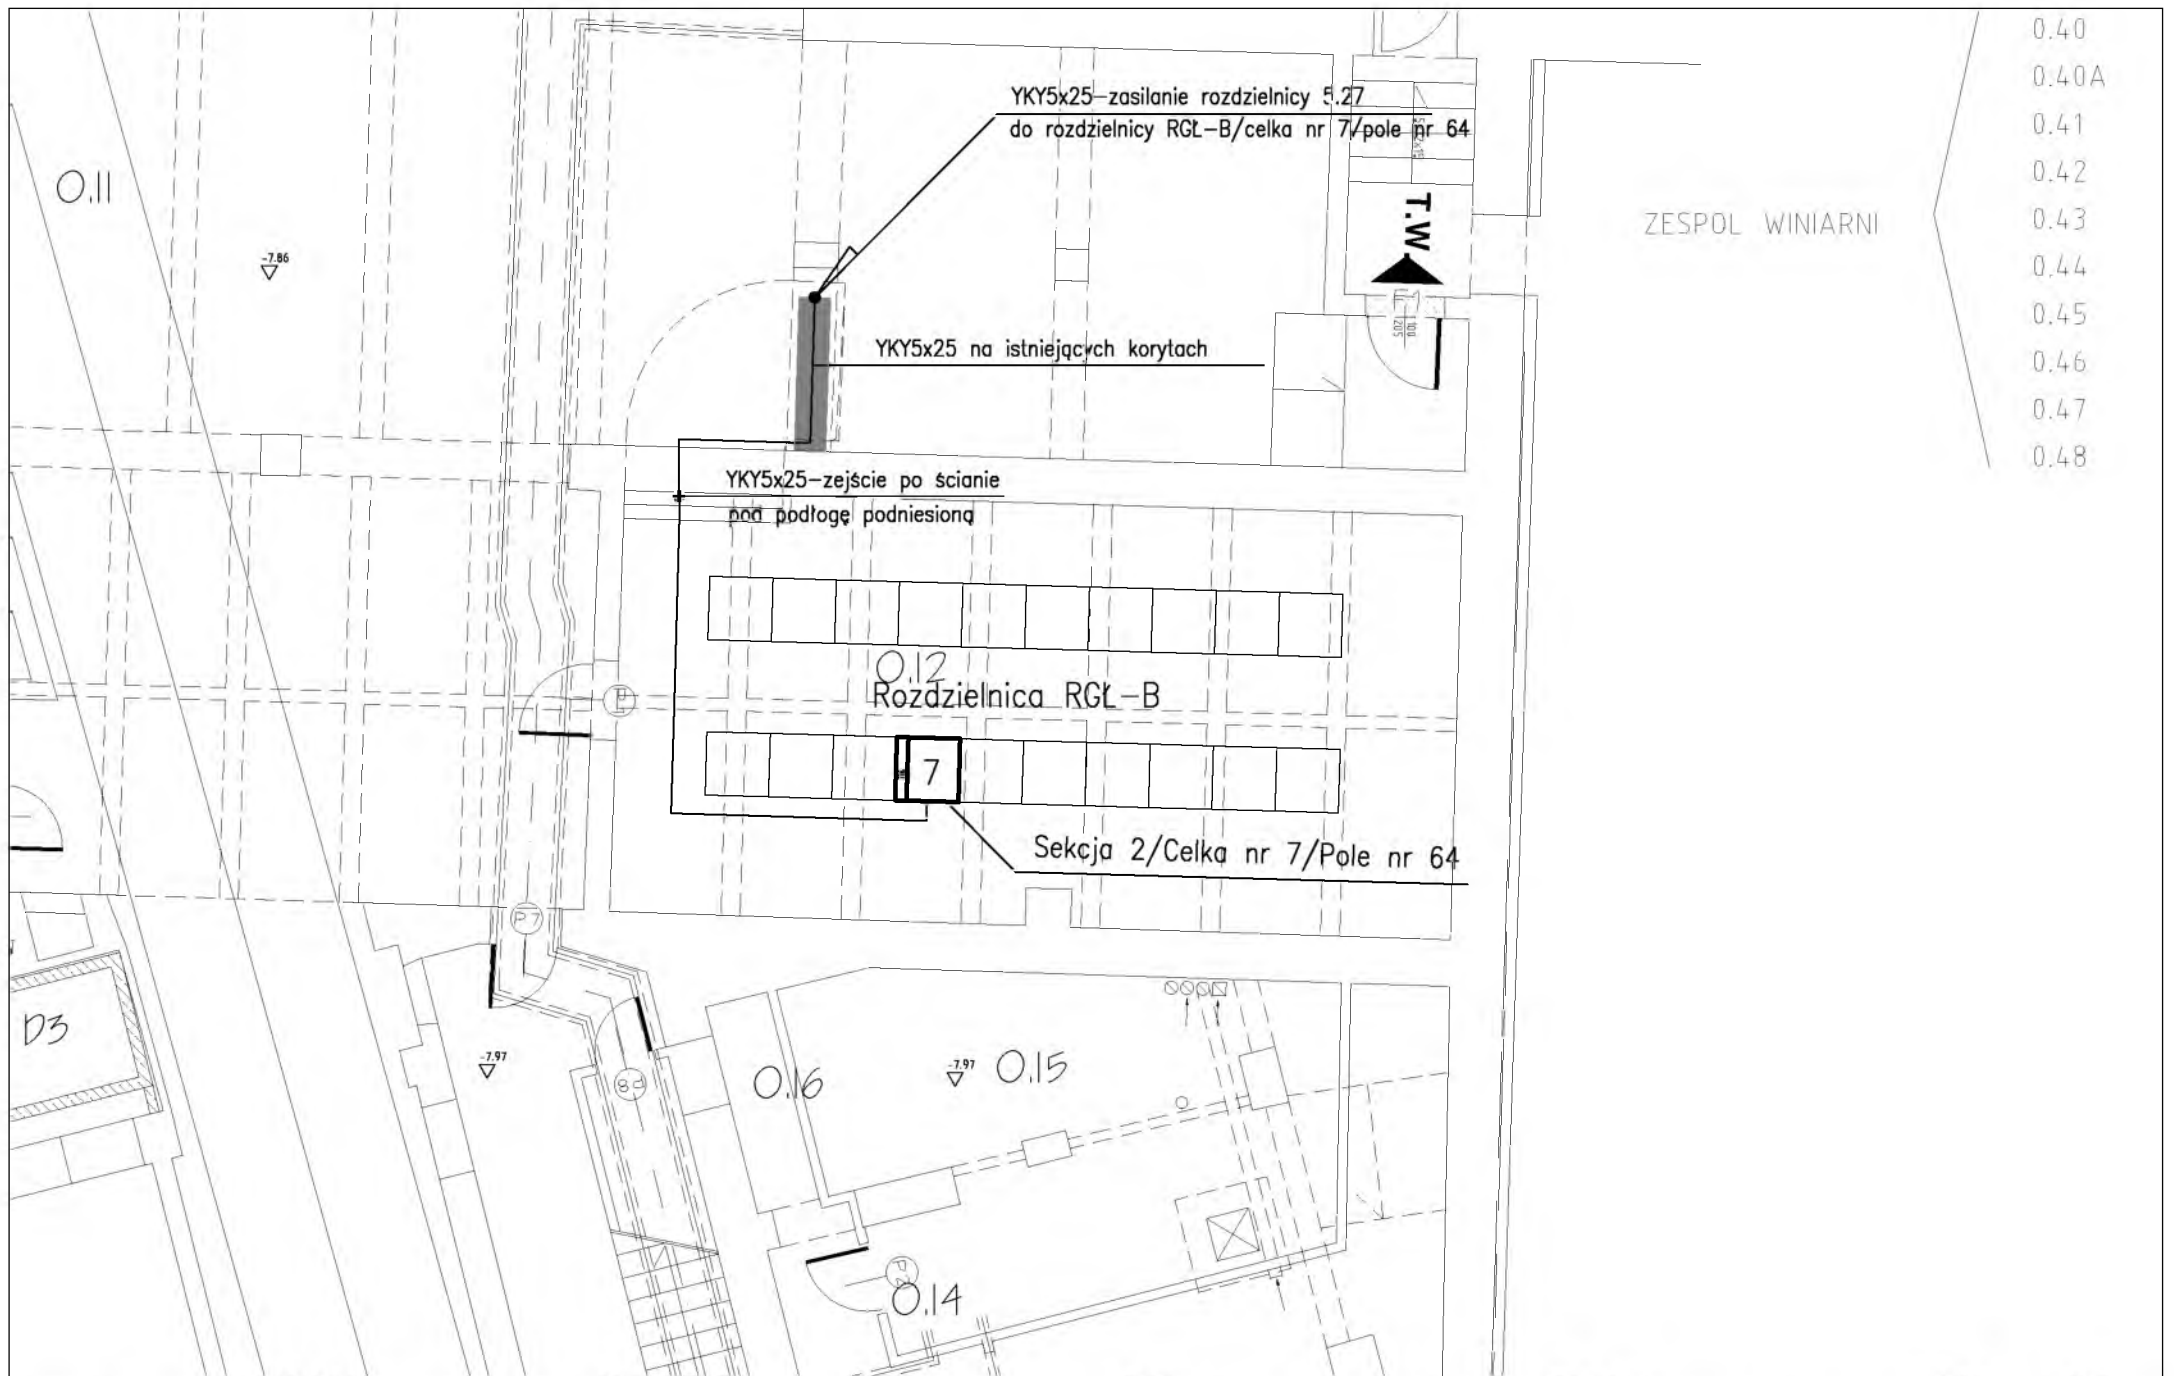 0.40
0.40A
0.41
0.42
0.43
0.44
0.45
0.46
0.47
0.48
ZESPOL WINIARNI
YKY5x25-zasilanie rozdzielnicy 5.27
do rozdzielnicy RGŁ-B/celka nr 7/pole nr 64
0.11
-7.86
T.W
YKY5x25 na istniejących korytach
YKY5x25-zejście po ścianie
pod podłogę podniesioną
0.12
Rozdzielnica RGŁ-B
7
Sekcja 2/Celka nr 7/Pole nr 64
P7
D3
-7.97
P8
0.16
-7.97
0.15
P2
0.14